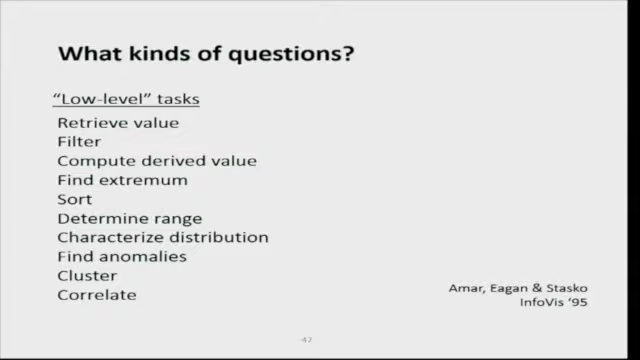 What kinds of questions?
“Low-level” tasks
Retrieve value
Filter
Compute derived value
Find extremum
Sort
Determine range
Characterize distribution
Find anomalies
Cluster
Correlate
Amar, Eagan & Stasko
InfoVis ‘95
47